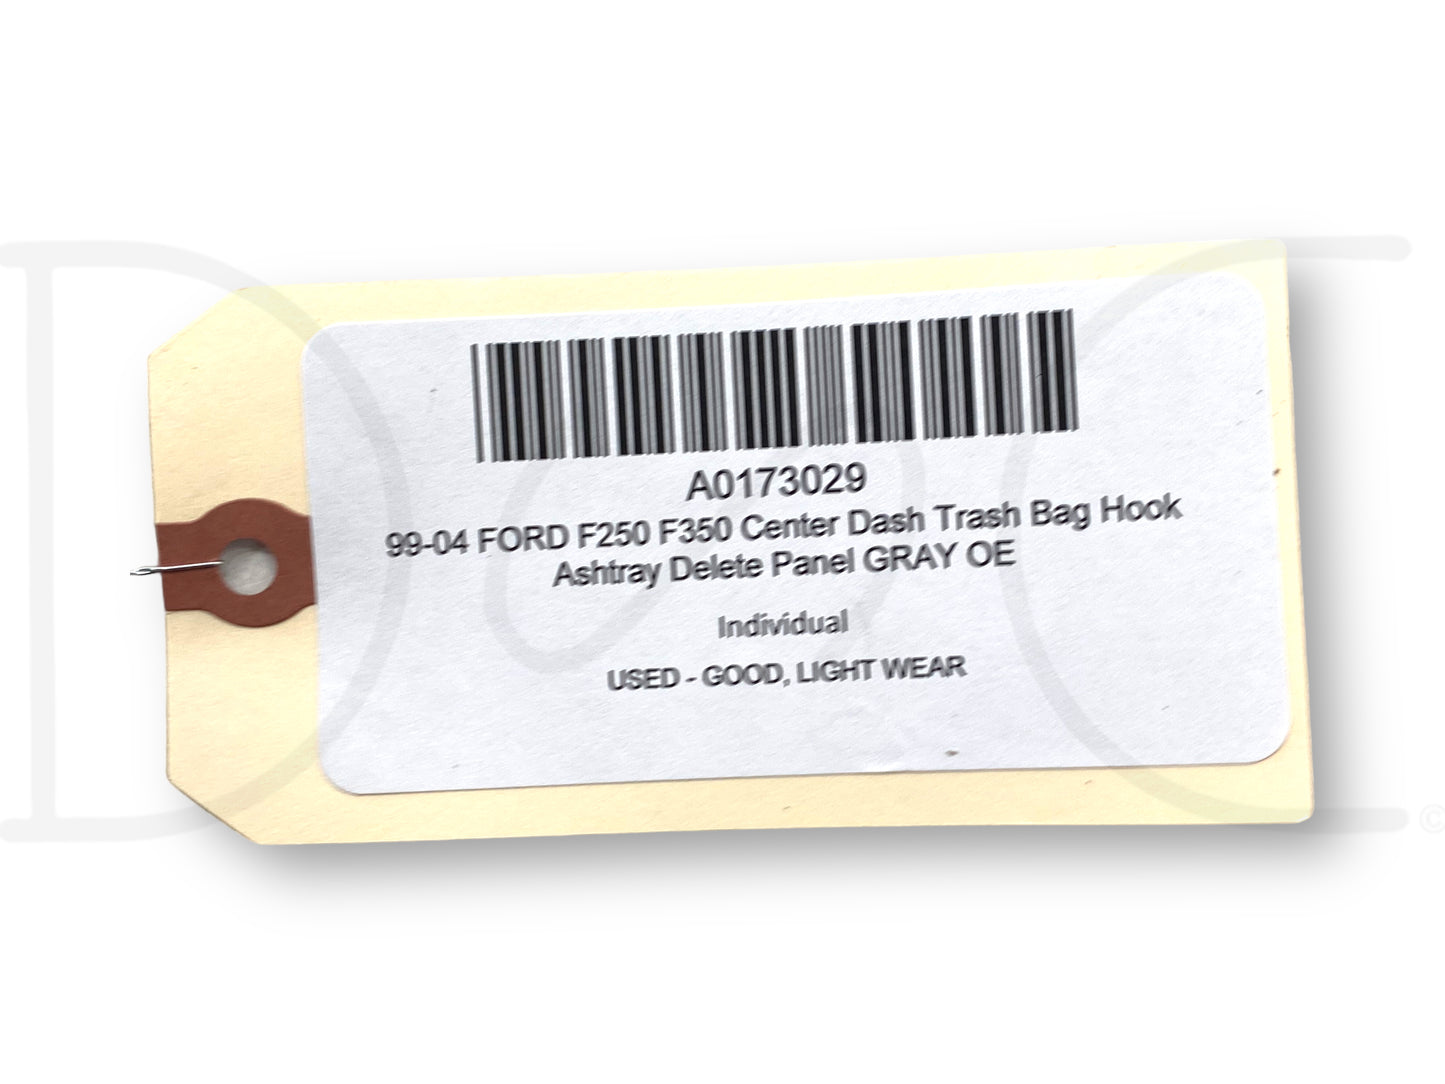 A0173029
99-04 FORD F250 F350 Center Dash Trash Bag Hook
Ashtray Delete Panel GRAY OE
Individual
USED - GOOD, LIGHT WEAR
D C
©